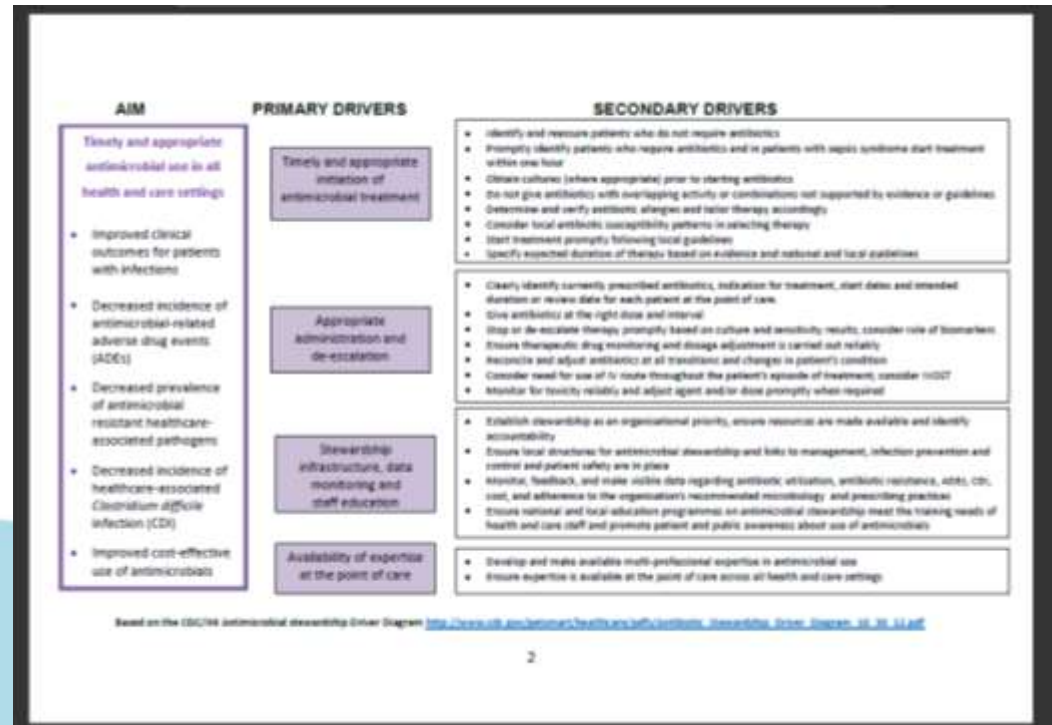 AIM
PRIMARY DRIVERS
SECONDARY DRIVERS
Timely and appropriate
antimicrobial use in all
health and care settings
• Improved clinical
outcomes for patients
with infections
• Decreased incidence of
antimicrobial-related
adverse drug events
(ADEs)
• Decreased prevalence
of antimicrobial
resistant healthcare-
associated pathogens
• Decreased incidence of
healthcare-associated
Clostridium difficile
infection (CDI)
• Improved cost-effective
use of antimicrobials
Timely and appropriate
initiation of
antimicrobial treatment
• Identify and reassure patients who do not require antibiotics
• Promptly identify patients who require antibiotics and in patients with sepsis syndrome start treatment
within one hour
• Obtain cultures (where appropriate) prior to starting antibiotics
• Do not give antibiotics with overlapping activity or combinations not supported by evidence or guidelines
• Determine and verify antibiotic allergies and tailor therapy accordingly
• Consider local antibiotic susceptibility patterns in selecting therapy
• Start treatment promptly following local guidelines
• Specify expected duration of therapy based on evidence and national and local guidelines
Appropriate
administration and
de-escalation
• Clearly identify currently prescribed antibiotics, indication for treatment, start dates and intended
duration or review date for each patient at the point of care.
• Give antibiotics at the right dose and interval
• Stop or de-escalate therapy promptly based on culture and sensitivity results, consider role of biomarkers
• Ensure therapeutic drug monitoring and dosage adjustment is carried out reliably
• Reconcile and adjust antibiotics at all transitions and changes in patient's condition
• Consider need for use of IV route throughout the patient's episode of treatment, consider IVOST
• Monitor for toxicity reliably and adjust agent and/or dose promptly when required
Stewardship
infrastructure, data
monitoring and
staff education
• Establish stewardship as an organisational priority, ensure resources are made available and identify
accountability
• Ensure local structures for antimicrobial stewardship and links to management, infection prevention and
control and patient safety are in place
• Monitor, feedback, and make visible data regarding antibiotic utilization, antibiotic resistance, ADEs, CDI,
cost, and adherence to the organisation's recommended microbiology and prescribing practices
• Ensure national and local education programmes on antimicrobial stewardship meet the training needs of
health and care staff and promote patient and public awareness about use of antimicrobials
Availability of expertise
at the point of care
• Develop and make available multi-professional expertise in antimicrobial use
• Ensure expertise is available at the point of care across all health and care settings
Based on the CDC/IHI Antimicrobial stewardship Driver Diagram
2